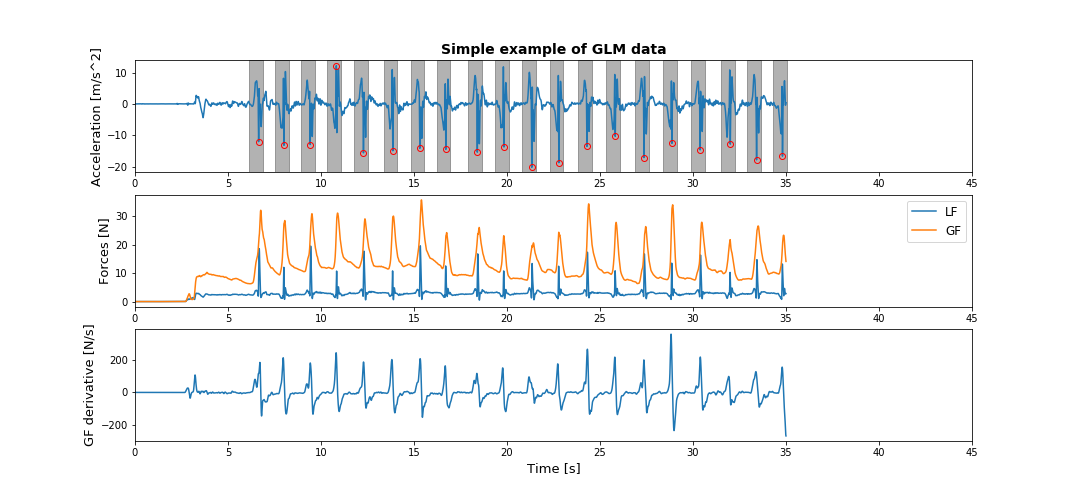 Simple example of GLM data
Acceleration [m/s^2]
10
0
−10
−20
0 5 10 15 20 25 30 35 40 45
Forces [N]
30
20
10
0
LF
GF
0 5 10 15 20 25 30 35 40 45
GF derivative [N/s]
200
0
−200
0 5 10 15 20 25 30 35 40 45
Time [s]